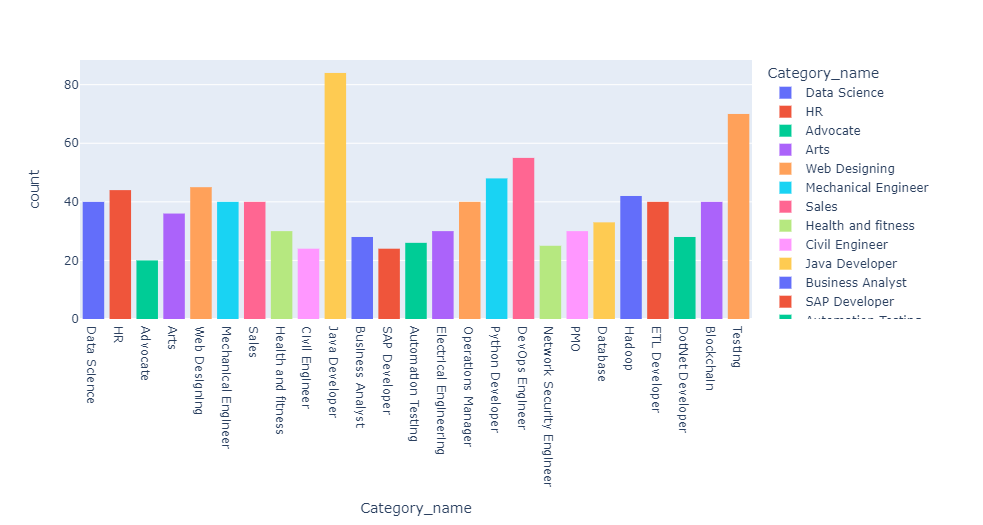 Category_name
Data Science
HR
Advocate
Arts
Web Designing
Mechanical Engineer
Sales
Health and fitness
Civil Engineer
Java Developer
Business Analyst
SAP Developer
Automation Testing
80
60
40
20
0
count
Data Science
HR
Advocate
Arts
Web Designing
Mechanical Engineer
Sales
Health and fitness
Civil Engineer
Java Developer
Business Analyst
SAP Developer
Automation Testing
Electrical Engineering
Operations Manager
Python Developer
DevOps Engineer
Network Security Engineer
PMO
Database
Hadoop
ETL Developer
DotNet Developer
Blockchain
Testing
Category_name